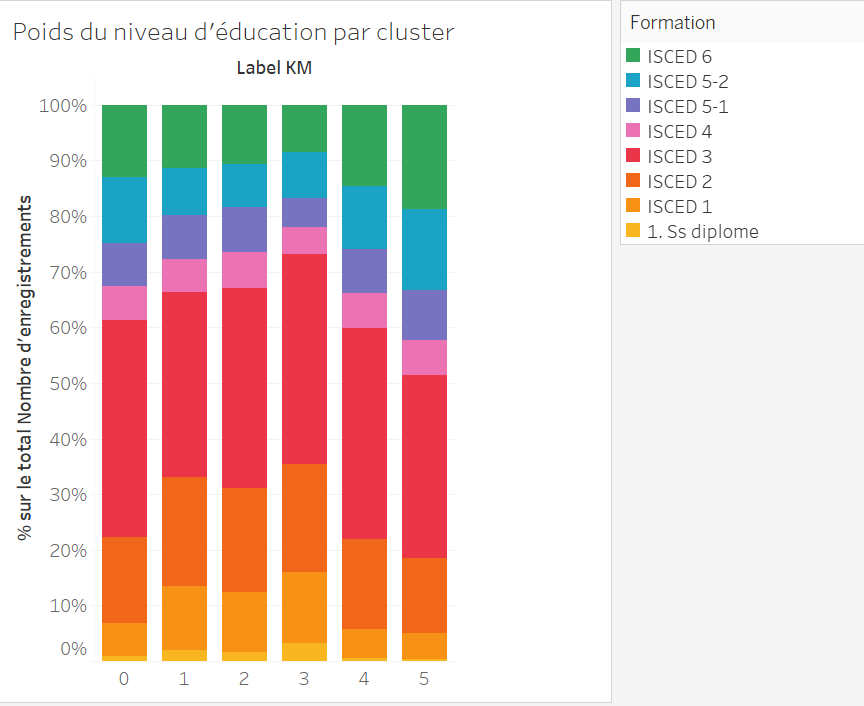 Poids du niveau d'éducation par cluster
Label KM
% sur le total Nombre d'enregistrements
100%
90%
80%
70%
60%
50%
40%
30%
20%
10%
0%
0 1 2 3 4 5
Formation
ISCED 6
ISCED 5-2
ISCED 5-1
ISCED 4
ISCED 3
ISCED 2
ISCED 1
1. Ss diplome